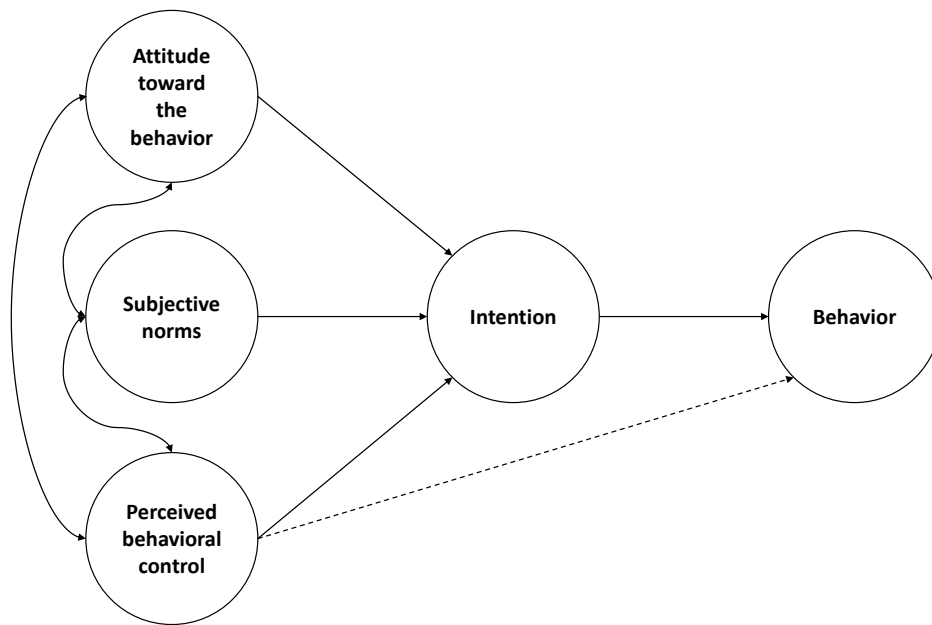 Attitude
toward
the
behavior
Subjective
norms
Intention
Behavior
Perceived
behavioral
control